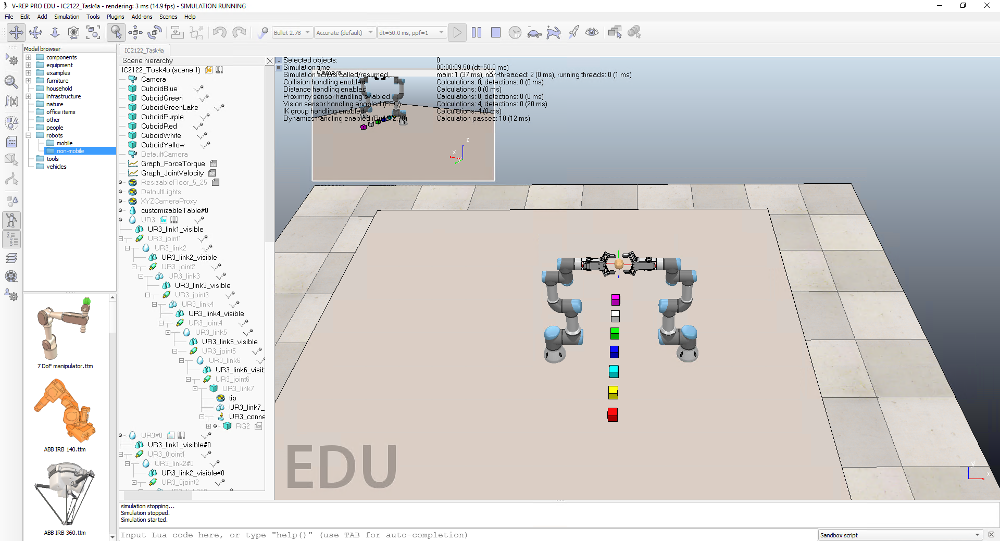 V-REP PRO EDU - IC2122_Task4a - rendering: 3 ms (14.9 fps) - SIMULATION RUNNING
File Edit Add Simulation Tools Plugins Add-ons Scenes Help
Bullet 2.78 Accurate (default) dt=50.0 ms, ppf=1
Model browser
components
equipment
examples
furniture
household
infrastructure
nature
office items
other
people
robots
mobile
non-mobile
tools
vehicles
7 DoF manipulator.ttm
ABB IRB 140.ttm
ABB IRB 360.ttm
IC2122_Task4a
Scene hierarchy
IC2122_Task4a (scene 1)
Camera
CuboidBlue
CuboidGreen
CuboidGreenLake
CuboidPurple
CuboidRed
CuboidWhite
CuboidYellow
DefaultCamera
Graph_ForceTorque
Graph_JointVelocity
ResizableFloor_5_25
DefaultLights
XYZCameraProxy
customizableTable#0
UR3
UR3_link1_visible
UR3_joint1
UR3_link2
UR3_link2_visible
UR3_joint2
UR3_link3
UR3_link3_visible
UR3_joint3
UR3_link4
UR3_link4_visible
UR3_joint4
UR3_link5
UR3_link5_visible
UR3_joint5
UR3_link6
UR3_link6_visib
UR3_joint6
UR3_link7
tip
UR3_link7_
UR3_conne
RG2
UR3#0
UR3_link1_visible#0
UR3_0joint1
UR3_link2#0
UR3_link2_visible#0
UR3_0joint2
Selected objects: 0
Simulation time: 00:00:09.50 (dt=50.0 ms)
Camera
Simulation scripts called/resumed main: 1 (37 ms), non-threaded: 2 (0 ms), running threads: 0 (1 ms)
Collision handling enabled Calculations: 0, detections: 0 (0 ms)
Distance handling enabled Calculations: 0 (0 ms)
Proximity sensor handling enabled Calculations: 0, detections: 0 (0 ms)
Vision sensor handling enabled (FBO) Calculations: 4, detections: 0 (20 ms)
IK group handling enabled Calculations: 4 (0 ms)
Dynamics handling enabled (Bullet 2.78) Calculation passes: 10 (12 ms)
z
x
EDU
x
simulation stopping...
Simulation stopped.
Simulation started.
Input Lua code here, or type "help()" (use TAB for auto-completion)
Sandbox script